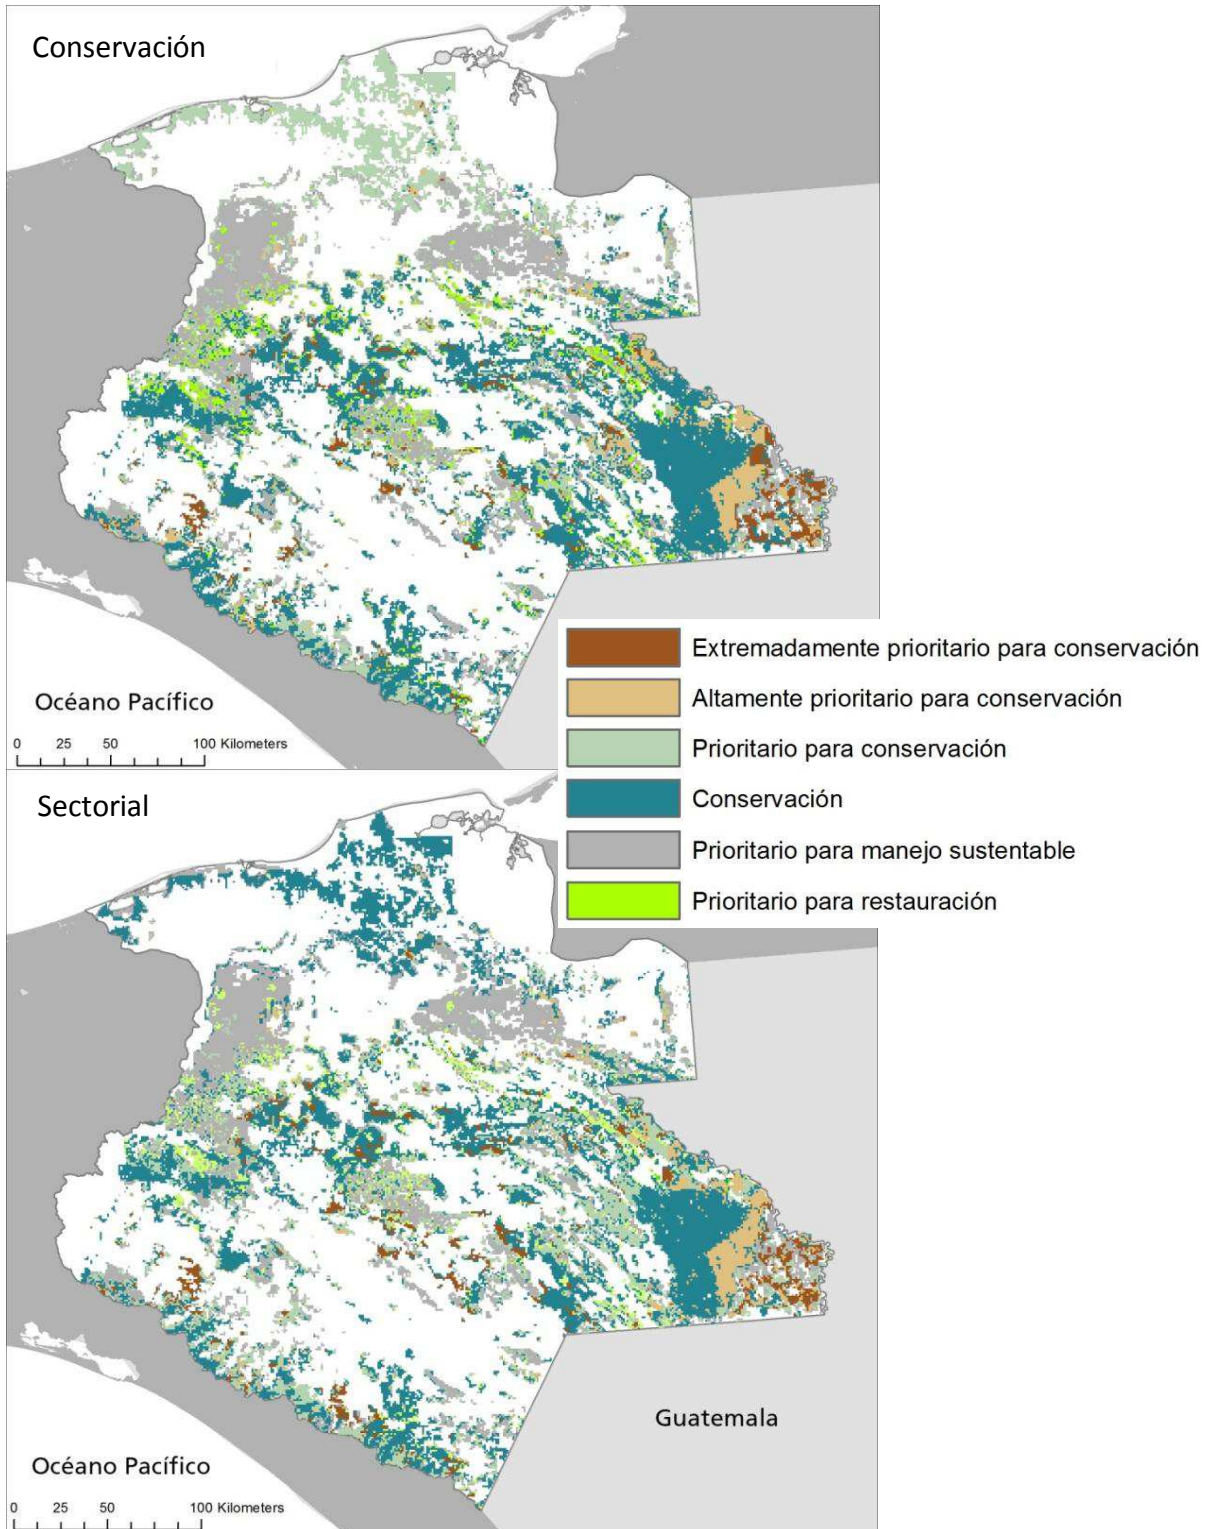 Conservación
Océano Pacífico
0 25 50 100 Kilometers
Extremadamente prioritario para conservación
Altamente prioritario para conservación
Prioritario para conservación
Conservación
Prioritario para manejo sustentable
Prioritario para restauración
Sectorial
Guatemala
Océano Pacífico
0 25 50 100 Kilometers